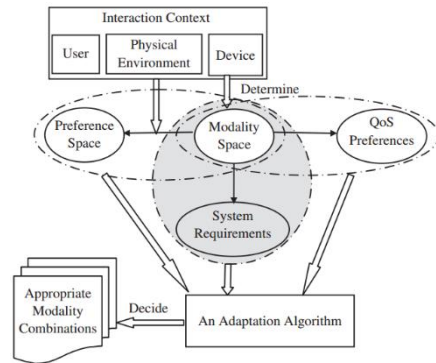 Interaction Context
User
Physical
Environment
Device
Determine
Preference
Space
Modality
Space
QoS
Preferences
System
Requirements
Appropriate
Modality
Combinations
Decide
An Adaptation Algorithm